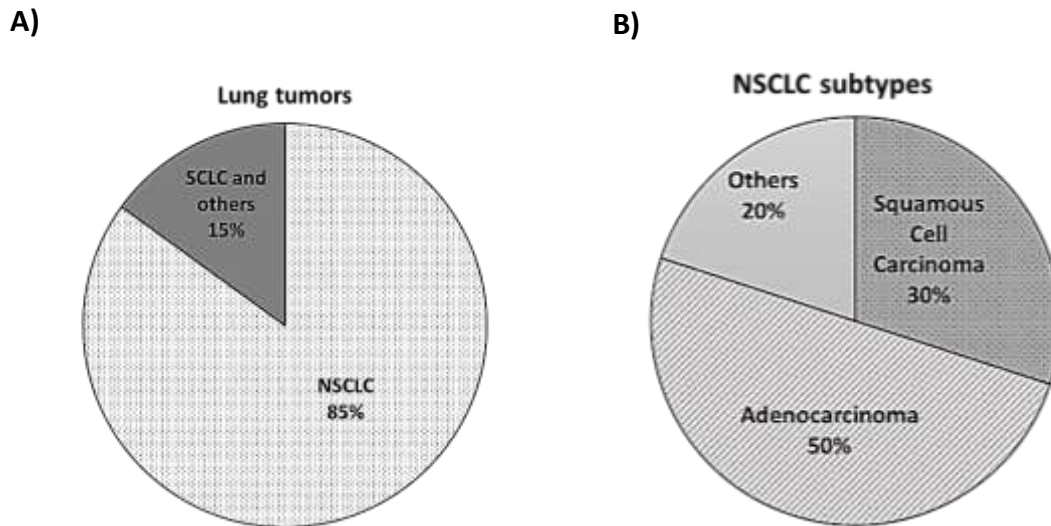 A)
B)
Lung tumors
SCLC and
others
15%
NSCLC
85%
NSCLC subtypes
Others
20%
Squamous
Cell
Carcinoma
30%
Adenocarcinoma
50%